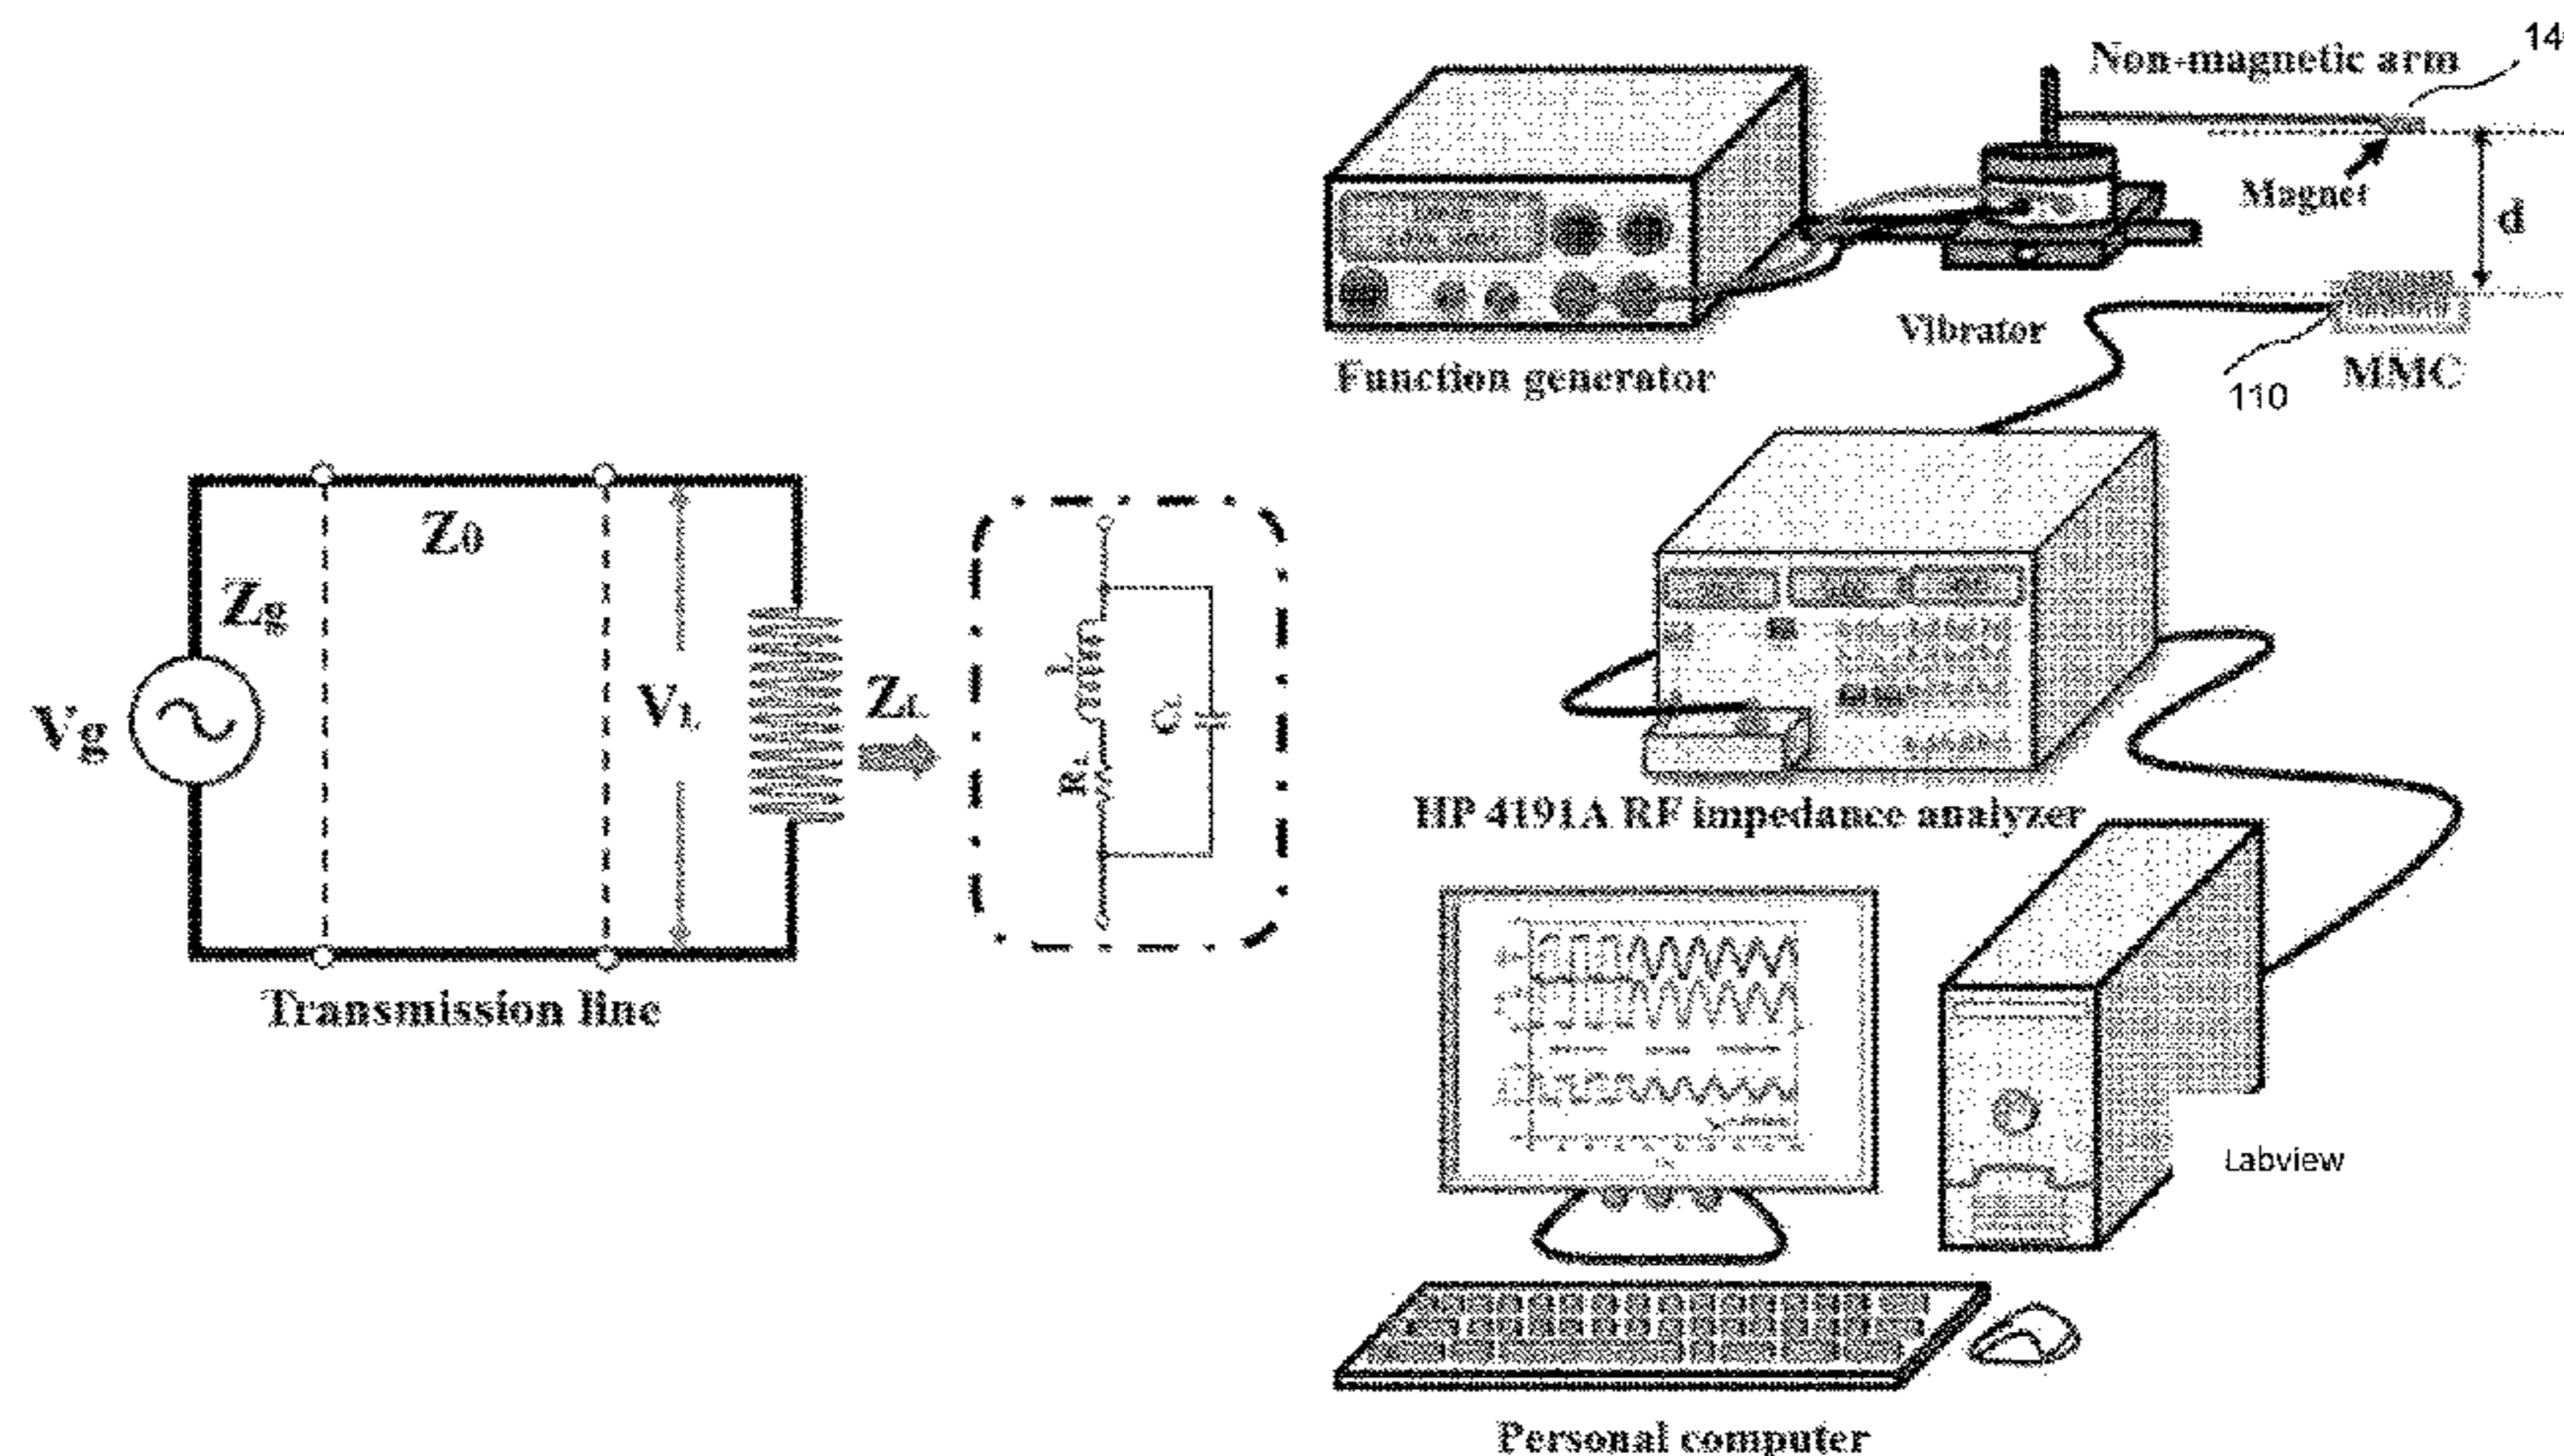 14
Non-magnetic arm
Magnet
d
Vibrator
Function generator
MMC
110
Z0
Zg
Vg
VL
ZL
L
RL
Transmission line
HP 4191A RF impedance analyzer
Labview
Personal computer